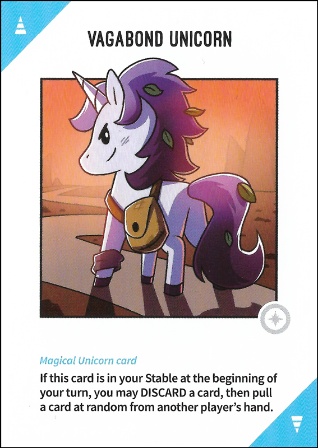 VAGABOND UNICORN
Magical Unicorn card
If this card is in your Stable at the beginning of
your turn, you may DISCARD a card, then pull
a card at random from another player's hand.